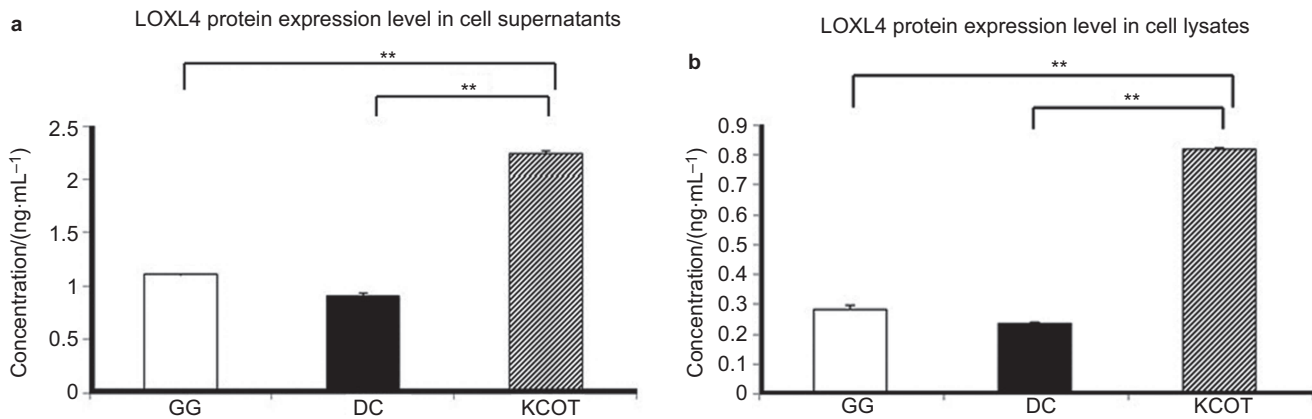 a
LOXL4 protein expression level in cell supernatants
**
**
Concentration/(ng·mL⁻¹)
2.5
2
1.5
1
0.5
0
GG DC KCOT
b
LOXL4 protein expression level in cell lysates
**
**
Concentration/(ng·mL⁻¹)
0.9
0.8
0.7
0.6
0.5
0.4
0.3
0.2
0.1
0
GG DC KCOT